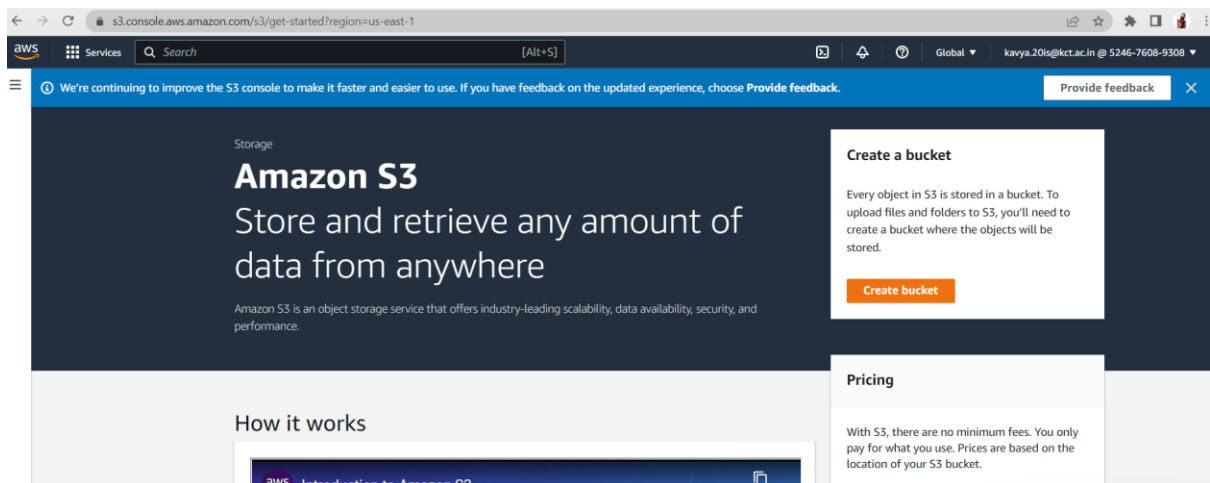 s3.console.aws.amazon.com/s3/get-started?region=us-east-1
aws
Services
Search
[Alt+S]
Global
kavya.20is@kct.ac.in @ 5246-7608-9308
We're continuing to improve the S3 console to make it faster and easier to use. If you have feedback on the updated experience, choose Provide feedback.
Provide feedback
Storage
Amazon S3
Store and retrieve any amount of
data from anywhere
Amazon S3 is an object storage service that offers industry-leading scalability, data availability, security, and
performance.
Create a bucket
Every object in S3 is stored in a bucket. To
upload files and folders to S3, you'll need to
create a bucket where the objects will be
stored.
Create bucket
Pricing
With S3, there are no minimum fees. You only
pay for what you use. Prices are based on the
location of your S3 bucket.
How it works
aws
Introduction to Amazon S3